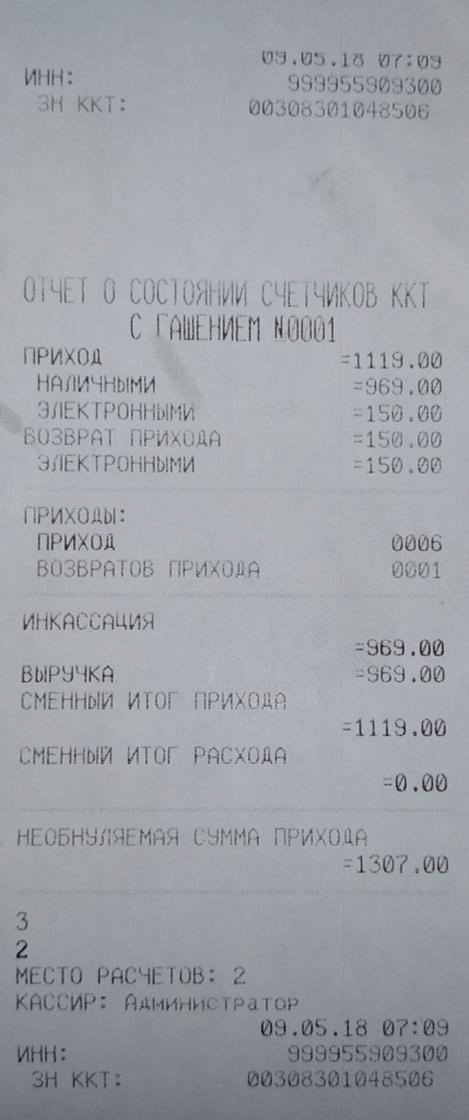 09.05.18 07:09
ИНН: 999955909300
ЗН ККТ: 00308301048506
ОТЧЕТ О СОСТОЯНИИ СЧЕТЧИКОВ ККТ
С ГАШЕНИЕМ N0001
ПРИХОД =1119.00
НАЛИЧНЫМИ =969.00
ЭЛЕКТРОННЫМИ =150.00
ВОЗВРАТ ПРИХОДА =150.00
ЭЛЕКТРОННЫМИ =150.00
ПРИХОДЫ:
ПРИХОД 0006
ВОЗВРАТОВ ПРИХОДА 0001
ИНКАССАЦИЯ
=969.00
ВЫРУЧКА =969.00
СМЕННЫЙ ИТОГ ПРИХОДА
=1119.00
СМЕННЫЙ ИТОГ РАСХОДА
=0.00
НЕОБНУЛЯЕМАЯ СУММА ПРИХОДА
=1307.00
3
2
МЕСТО РАСЧЕТОВ: 2
КАССИР: Администратор
09.05.18 07:09
ИНН: 999955909300
ЗН ККТ: 00308301048506